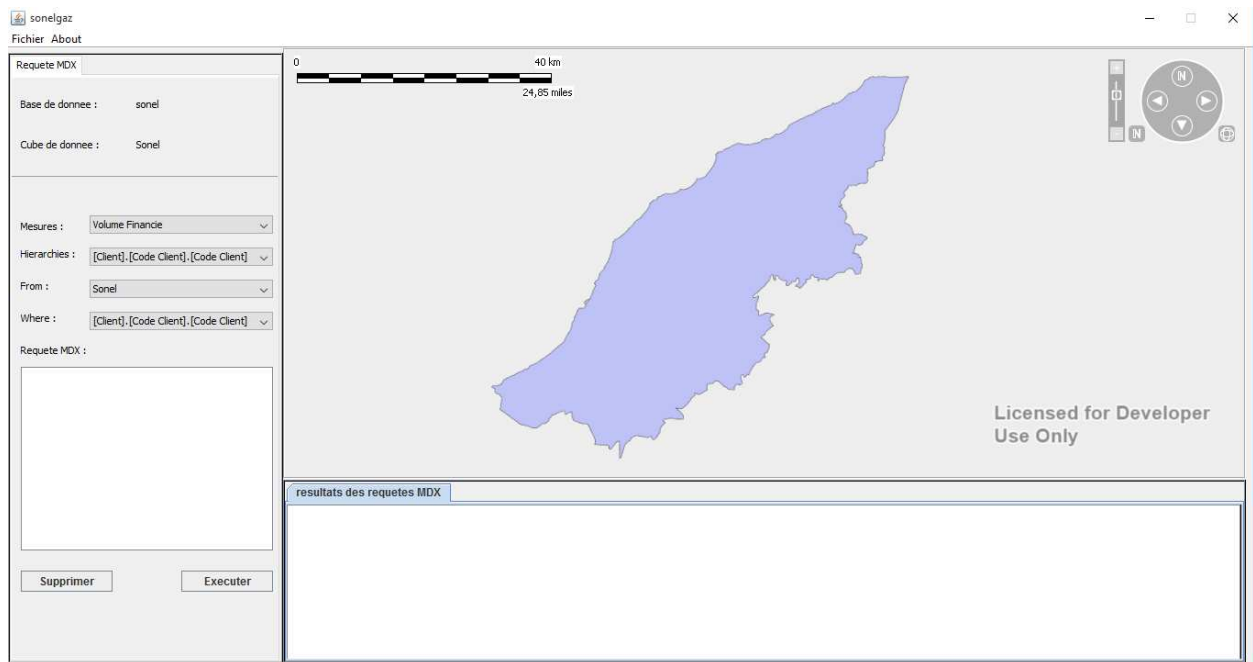 sonelgaz
Fichier About
Requete MDX
Base de donnee : sonel
Cube de donnee : Sonel
Mesures : Volume Financie
Hierarchies : [Client].[Code Client].[Code Client]
From : Sonel
Where : [Client].[Code Client].[Code Client]
Requete MDX :
Supprimer Executer
0 40 km
24,85 miles
N
N
Licensed for Developer
Use Only
resultats des requetes MDX